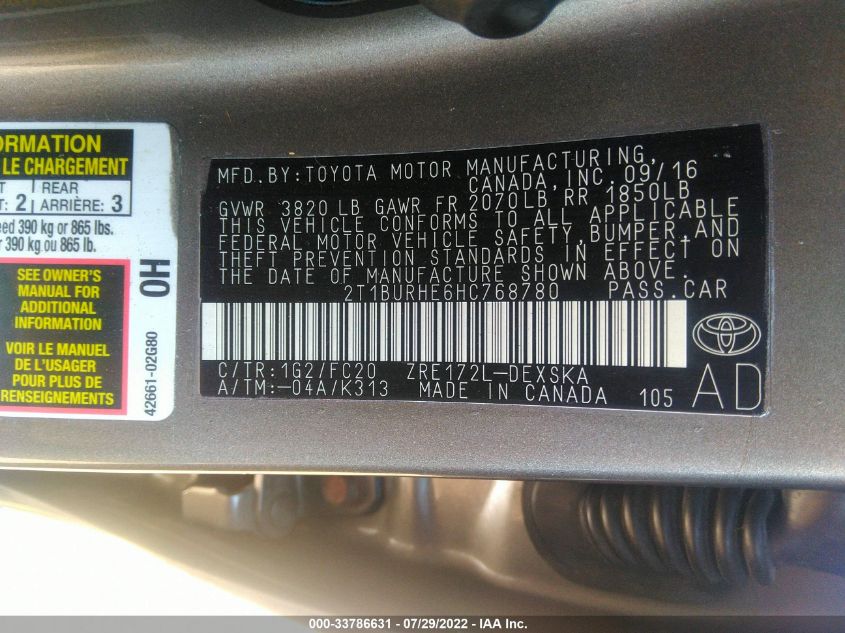 ORMATION
LE CHARGEMENT
T REAR
T: 2 ARRIÈRE: 3
eed 390 kg or 865 lbs.
r 390 kg ou 865 lb.
SEE OWNER'S
MANUAL FOR
ADDITIONAL
INFORMATION
VOIR LE MANUEL
DE L'USAGER
POUR PLUS DE
RENSEIGNEMENTS
0H
42661-02G80
MFD.BY:TOYOTA MOTOR MANUFACTURING,
CANADA,INC.09/16
GVWR 3820 LB GAWR FR 2070LB RR 1850LB
THIS VEHICLE CONFORMS TO ALL APPLICABLE
FEDERAL MOTOR VEHICLE SAFETY,BUMPER,AND
THEFT PREVENTION STANDARDS IN EFFECT ON
THE DATE OF MANUFACTURE SHOWN ABOVE.
2T1BURHE6HC768780 PASS.CAR
C/TR:1G2/FC20 ZRE172L-DEXSKA
A/TM:-04A/K313 MADE IN CANADA 105
AD
000-33786631 - 07/29/2022 - IAA Inc.